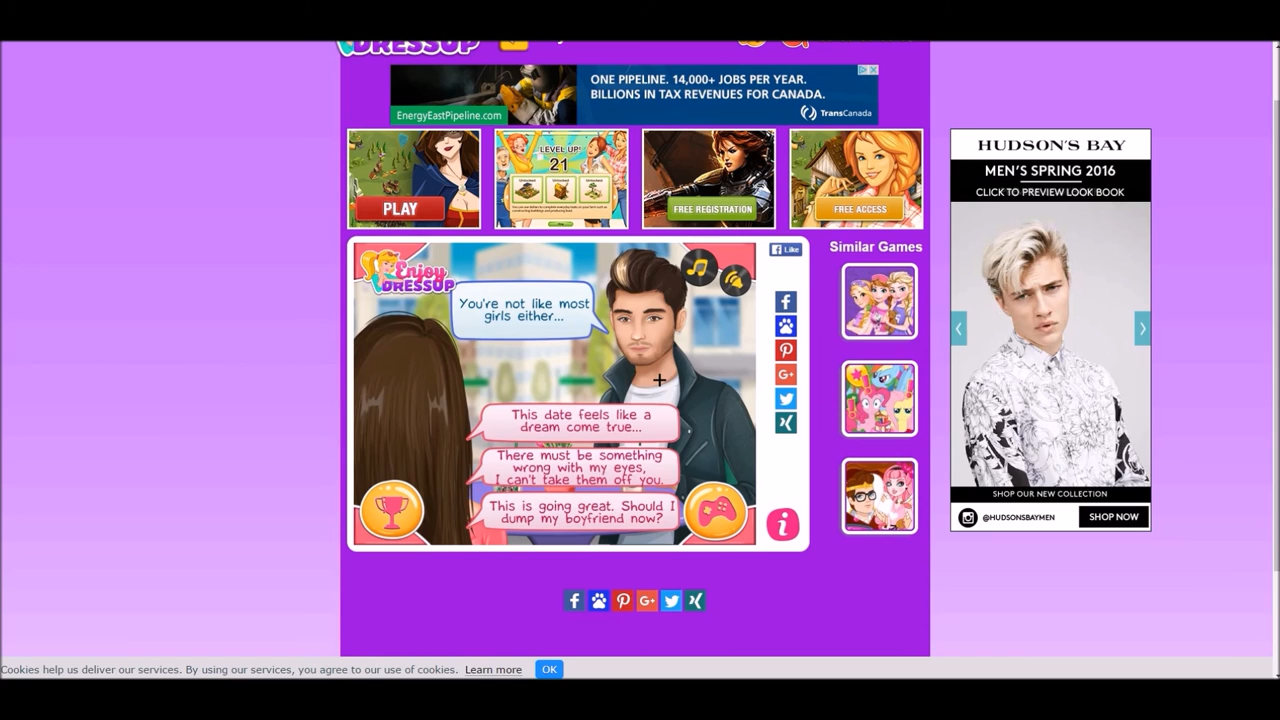 DRESSUP
ONE PIPELINE. 14,000+ JOBS PER YEAR.
BILLIONS IN TAX REVENUES FOR CANADA.
EnergyEastPipeline.com
TransCanada
PLAY
LEVEL UP!
21
FREE REGISTRATION
FREE ACCESS
HUDSON'S BAY
MEN'S SPRING 2016
CLICK TO PREVIEW LOOK BOOK
Similar Games
Like
Enjoy
DRESSUP
You're not like most
girls either...
This date feels like a
dream come true...
There must be something
wrong with my eyes,
I can't take them off you.
This is going great. Should I
dump my boyfriend now?
SHOP OUR NEW COLLECTION
@HUDSONSBAYMEN
SHOP NOW
Cookies help us deliver our services. By using our services, you agree to our use of cookies. Learn more OK